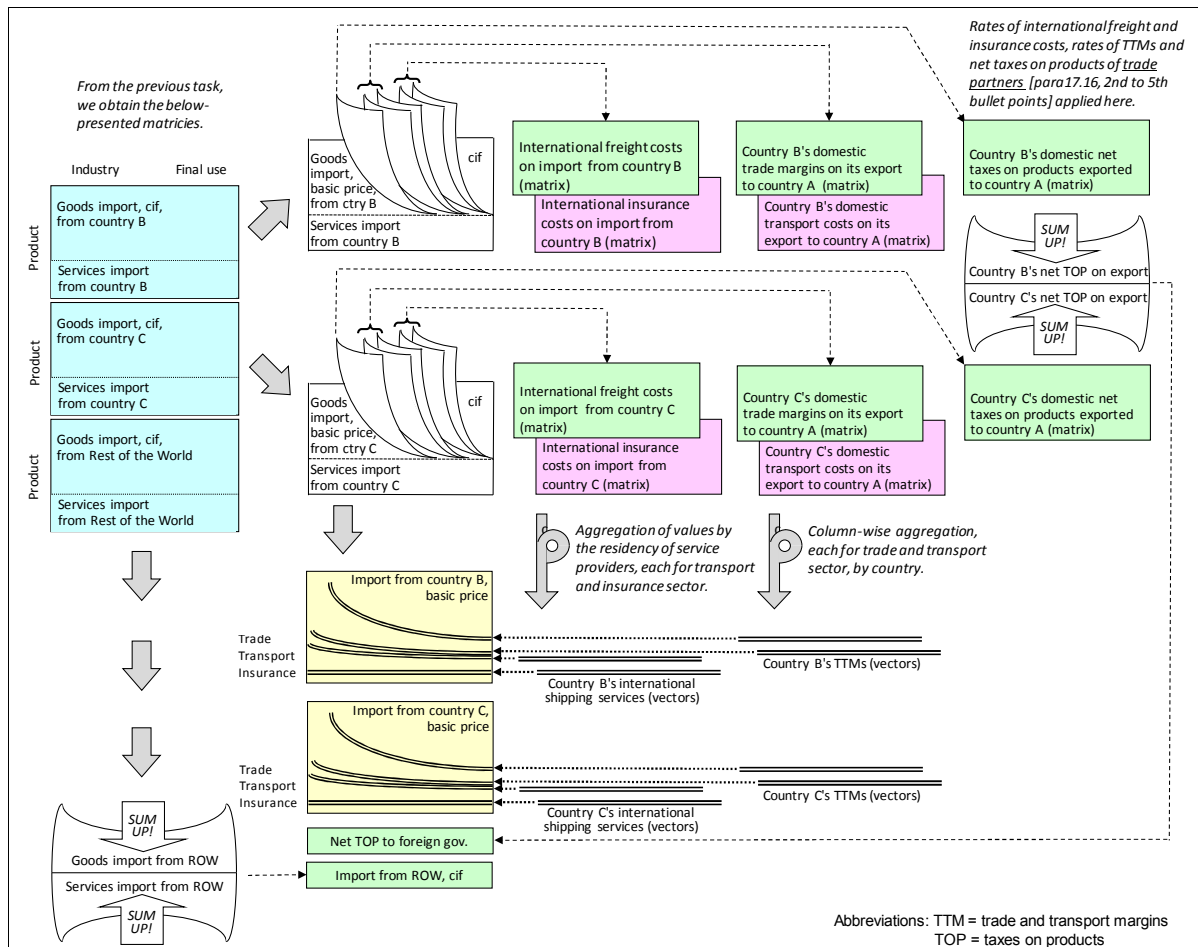 From the previous task,
we obtain the below-
presented matricies.
Rates of international freight and
insurance costs, rates of TTMs and
net taxes on products of trade
partners [para17.16, 2nd to 5th
bullet points] applied here.
Industry
Final use
Product
Goods import, cif,
from country B
Services import
from country B
Product
Goods import, cif,
from country C
Services import
from country C
Product
Goods import, cif,
from Rest of the World
Services import
from Rest of the World
Goods
import,
basic price,
from ctry B
cif
Services import
from country B
International freight costs
on import from country B
(matrix)
International insurance
costs on import from
country B (matrix)
Country B's domestic
trade margins on its export
to country A (matrix)
Country B's domestic
transport costs on its
export to country A (matrix)
Country B's domestic net
taxes on products exported
to country A (matrix)
SUM
UP!
Country B's net TOP on export
Country C's net TOP on export
SUM
UP!
Goods
import,
basic price,
from ctry C
cif
Services import
from country C
International freight costs
on import from country C
(matrix)
International insurance
costs on import from
country C (matrix)
Country C's domestic
trade margins on its export
to country A (matrix)
Country C's domestic
transport costs on its
export to country A (matrix)
Country C's domestic net
taxes on products exported
to country A (matrix)
Aggregation of values by
the residency of service
providers, each for transport
and insurance sector.
Column-wise aggregation,
each for trade and transport
sector, by country.
Import from country B,
basic price
Trade
Transport
Insurance
Country B's TTMs (vectors)
Country B's international
shipping services (vectors)
Import from country C,
basic price
Trade
Transport
Insurance
Country C's TTMs (vectors)
Country C's international
shipping services (vectors)
Net TOP to foreign gov.
Import from ROW, cif
SUM
UP!
Goods import from ROW
Services import from ROW
SUM
UP!
Abbreviations: TTM = trade and transport margins
TOP = taxes on products